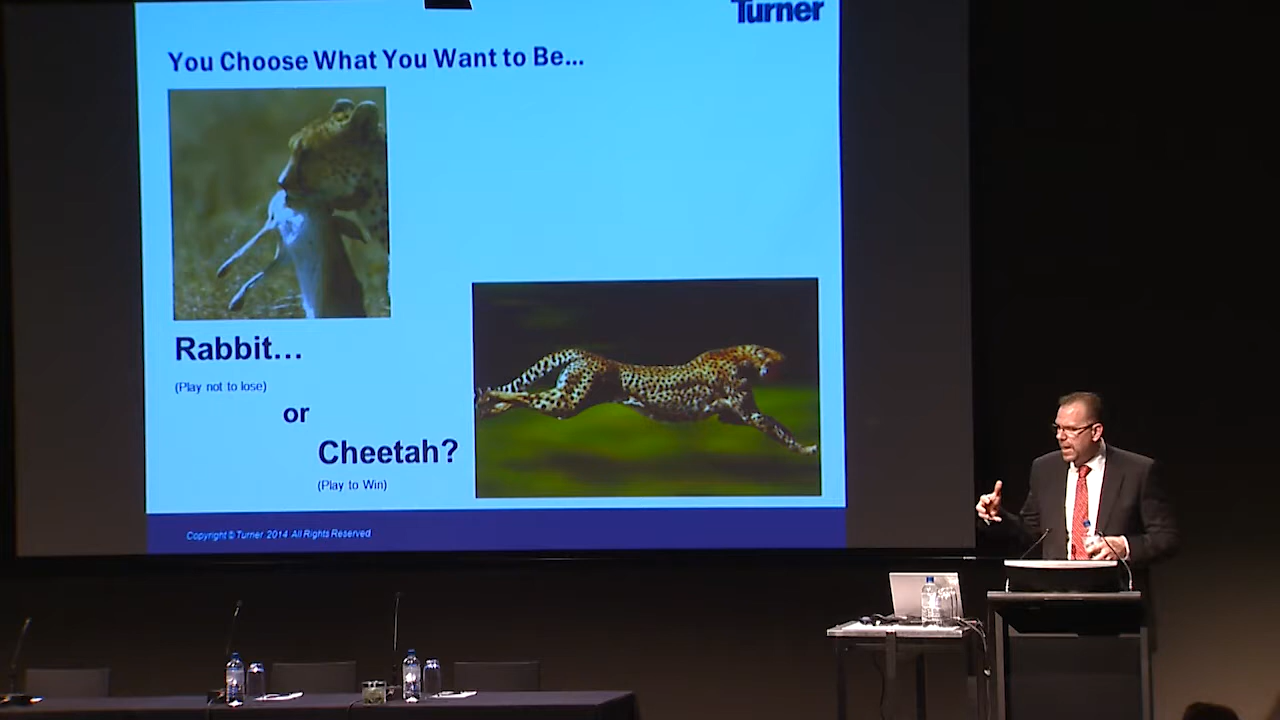 Turner
You Choose What You Want to Be...
Rabbit...
(Play not to lose)
or
Cheetah?
(Play to Win)
Copyright © Turner 2014 All Rights Reserved